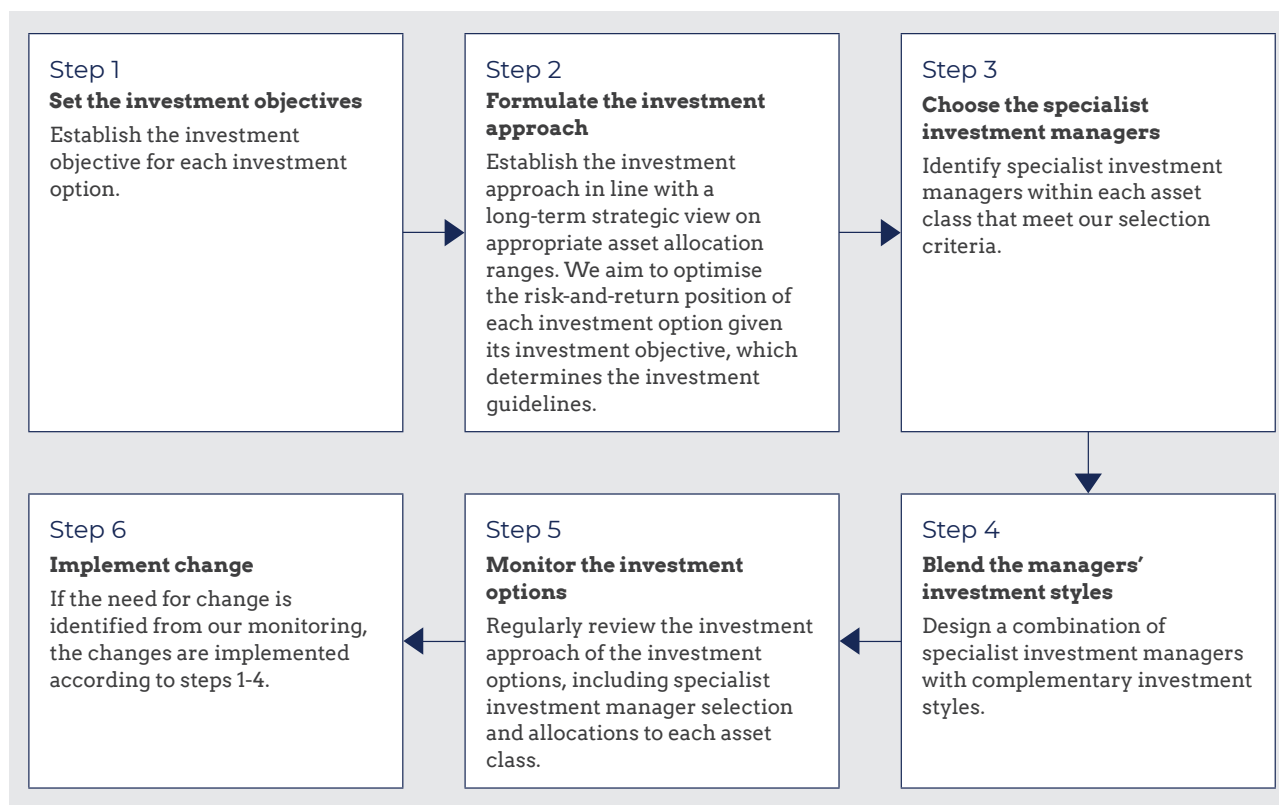 Step 1
Set the investment objectives
Establish the investment
objective for each investment
option.
Step 2
Formulate the investment
approach
Establish the investment
approach in line with a
long-term strategic view on
appropriate asset allocation
ranges. We aim to optimise
the risk-and-return position of
each investment option given
its investment objective, which
determines the investment
guidelines.
Step 3
Choose the specialist
investment managers
Identify specialist investment
managers within each asset
class that meet our selection
criteria.
Step 4
Blend the managers’
investment styles
Design a combination of
specialist investment managers
with complementary investment
styles.
Step 5
Monitor the investment
options
Regularly review the investment
approach of the investment
options, including specialist
investment manager selection
and allocations to each asset
class.
Step 6
Implement change
If the need for change is
identified from our monitoring,
the changes are implemented
according to steps 1-4.